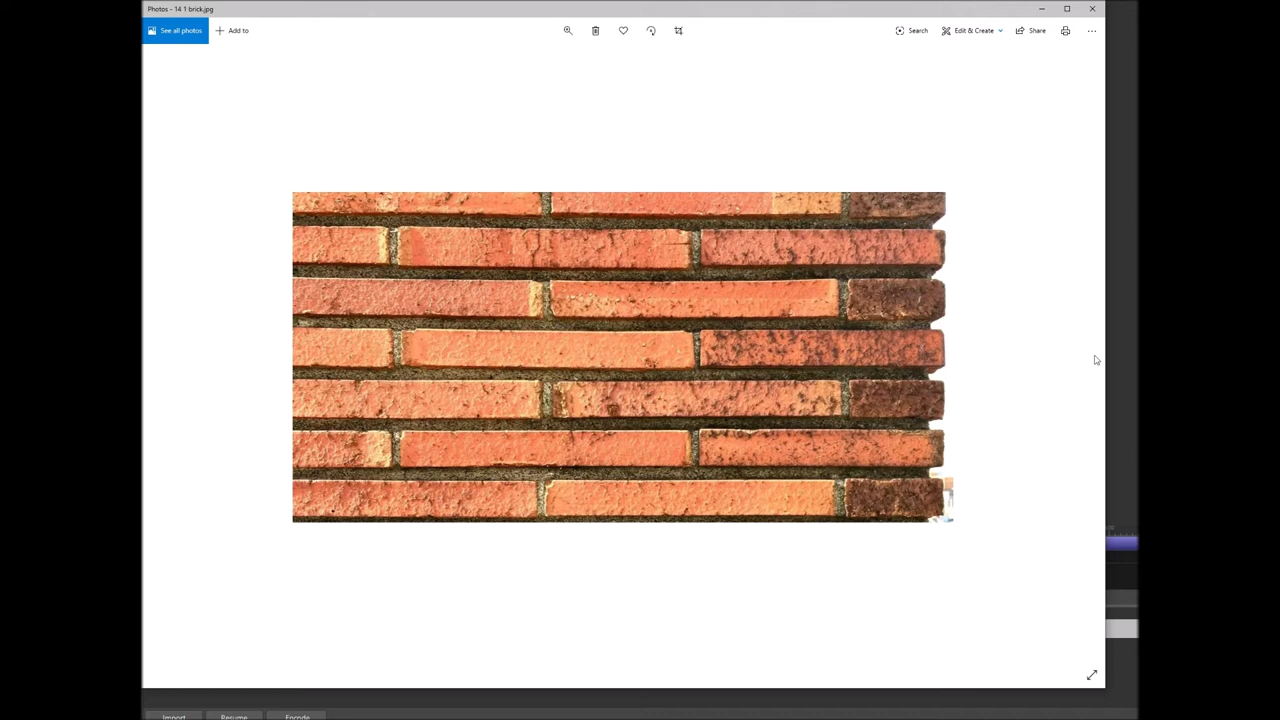 Photos - 14 1 brick.jpg
See all photos
Add to
Search
Edit & Create
Share
Import
Resume
Encode